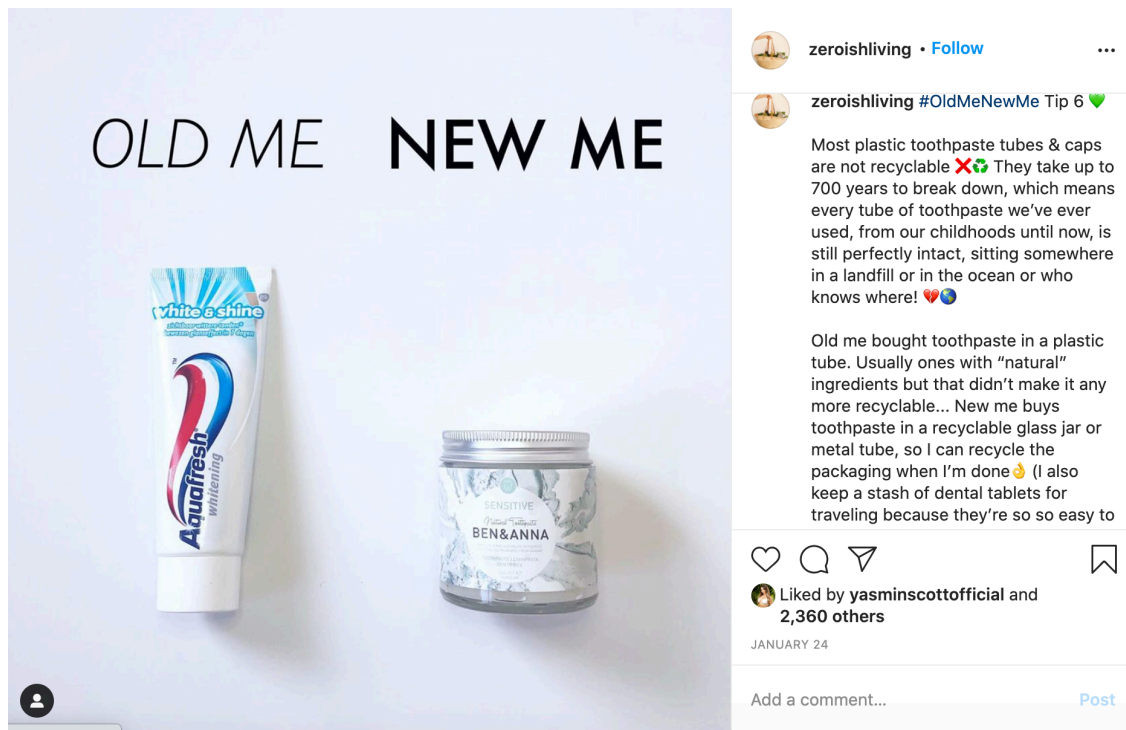 OLD ME NEW ME
white & shine
Aquafresh
whitening
TM
SENSITIVE
Natural Toothpaste
BEN&ANNA
zeroishliving • Follow
zeroishliving #OldMeNewMe Tip 6 💚
Most plastic toothpaste tubes & caps
are not recyclable ❌♻️ They take up to
700 years to break down, which means
every tube of toothpaste we’ve ever
used, from our childhoods until now, is
still perfectly intact, sitting somewhere
in a landfill or in the ocean or who
knows where! 💔🌎
Old me bought toothpaste in a plastic
tube. Usually ones with “natural”
ingredients but that didn’t make it any
more recyclable... New me buys
toothpaste in a recyclable glass jar or
metal tube, so I can recycle the
packaging when I’m done👌 (I also
keep a stash of dental tablets for
traveling because they’re so so easy to
Liked by yasminscottofficial and
2,360 others
JANUARY 24
Add a comment... Post